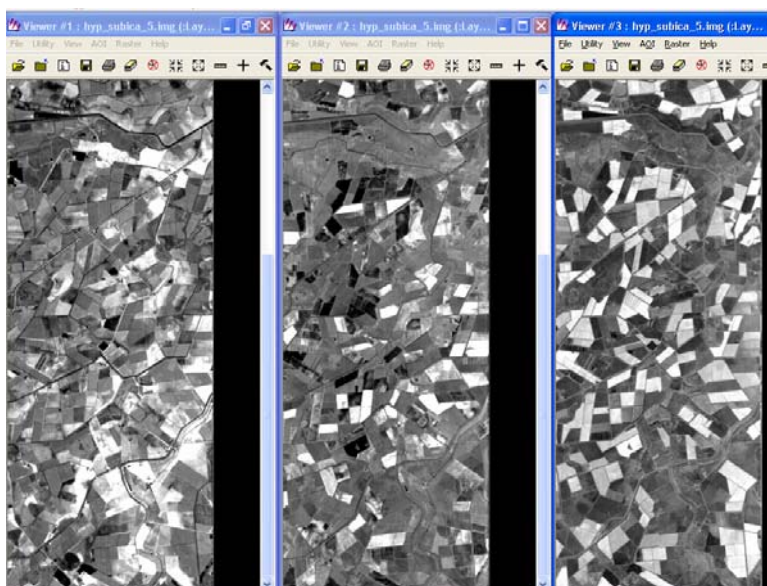 Viewer #1 : hyp_subica_5.img (:Lay...
File Utility View AOI Raster Help
Viewer #2 : hyp_subica_5.img (:Lay...
File Utility View AOI Raster Help
Viewer #3 : hyp_subica_5.img (:Lay...
File Utility View AOI Raster Help